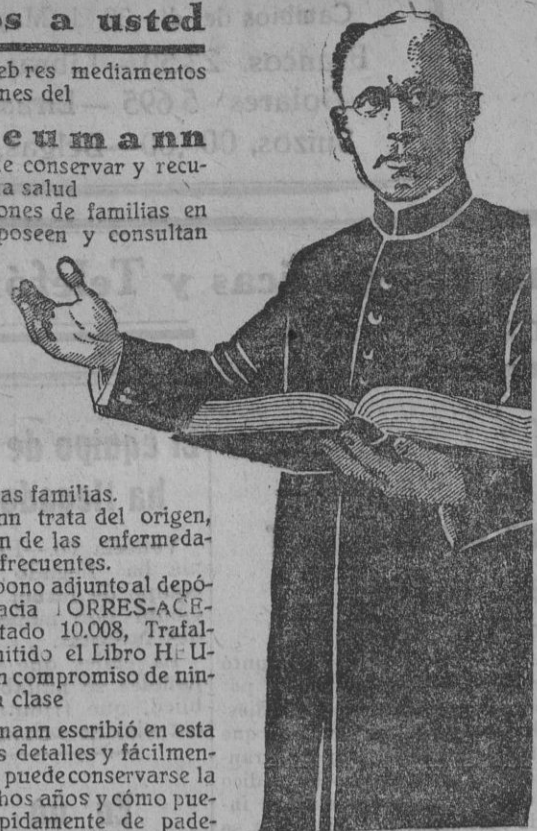 s a usted
eb res mediamentos
nes del
eumann
e conservar y recu-
a salud
ones de familias en
poseen y consultan
as familias.
nn trata del origen,
n de las enfermeda-
frecuentes.
bono adjunto al depó-
acia TORRES-ACE-
tado 10.008, Trafal-
mitido el Libro HEU-
n compromiso de nin-
a clase
mann escribió en esta
s detalles y fácilmen-
puede conservarse la
hos años y cómo pue-
pidamente de pade-